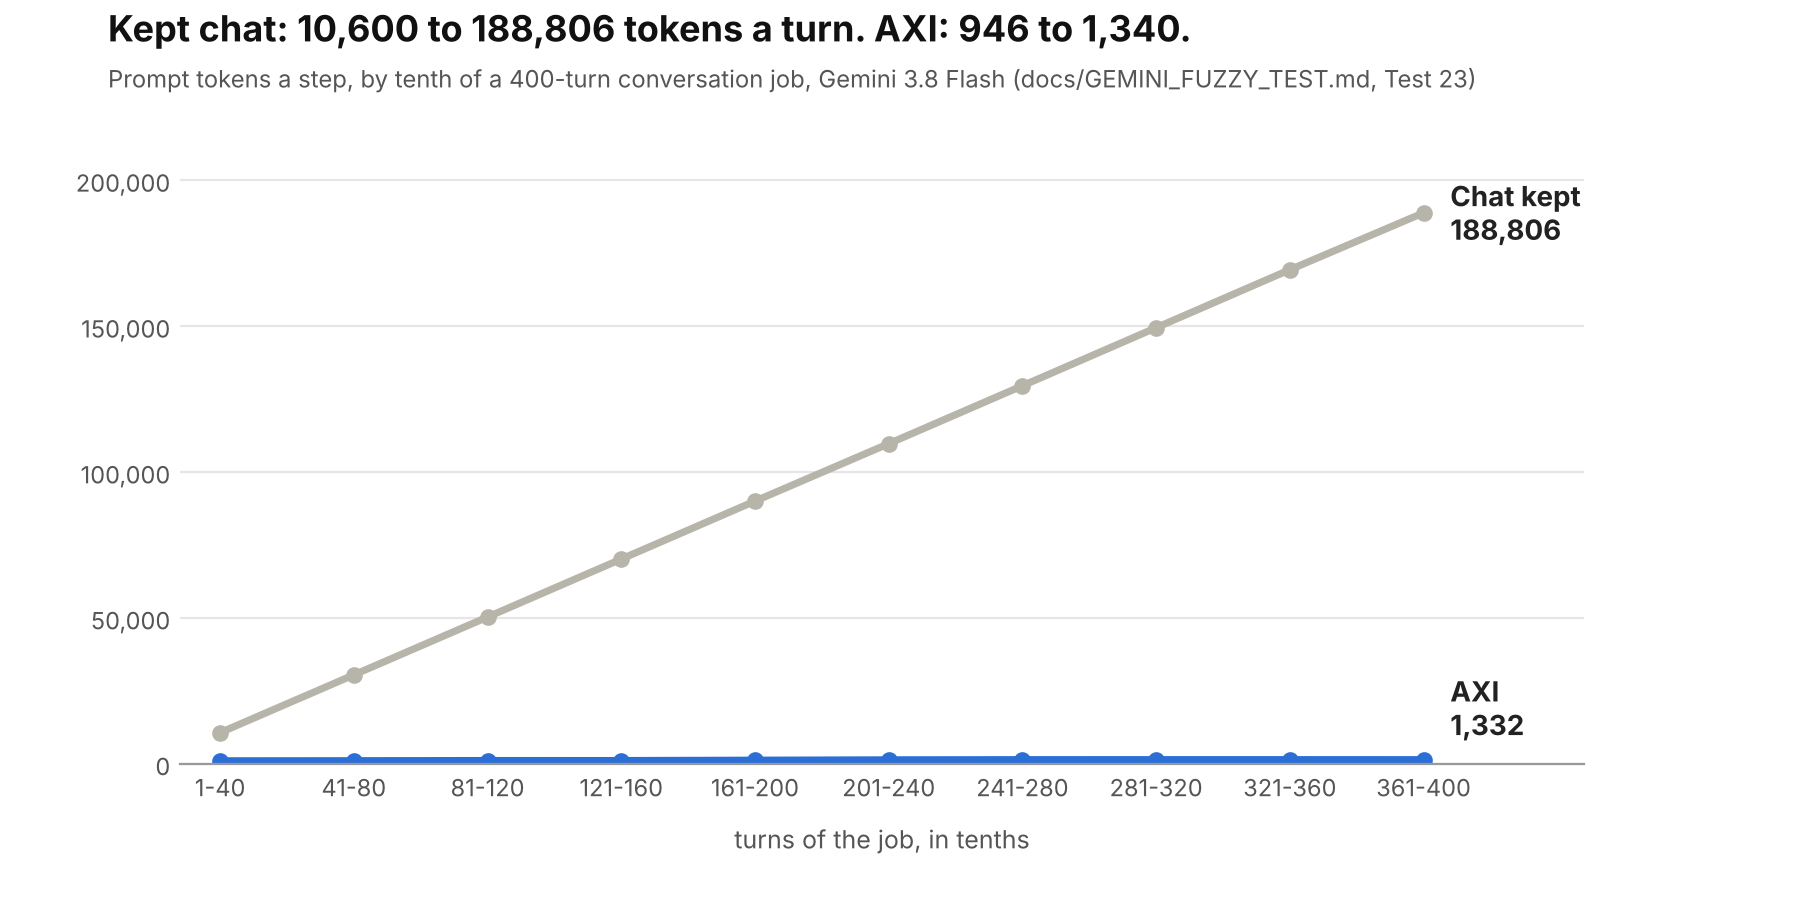 Kept chat: 10,600 to 188,806 tokens a turn. AXI: 946 to 1,340.
Prompt tokens a step, by tenth of a 400-turn conversation job, Gemini 3.8 Flash (docs/GEMINI_FUZZY_TEST.md, Test 23)
200,000
Chat kept
188,806
150,000
100,000
50,000
AXI
1,332
0
1-40 41-80 81-120 121-160 161-200 201-240 241-280 281-320 321-360 361-400
turns of the job, in tenths